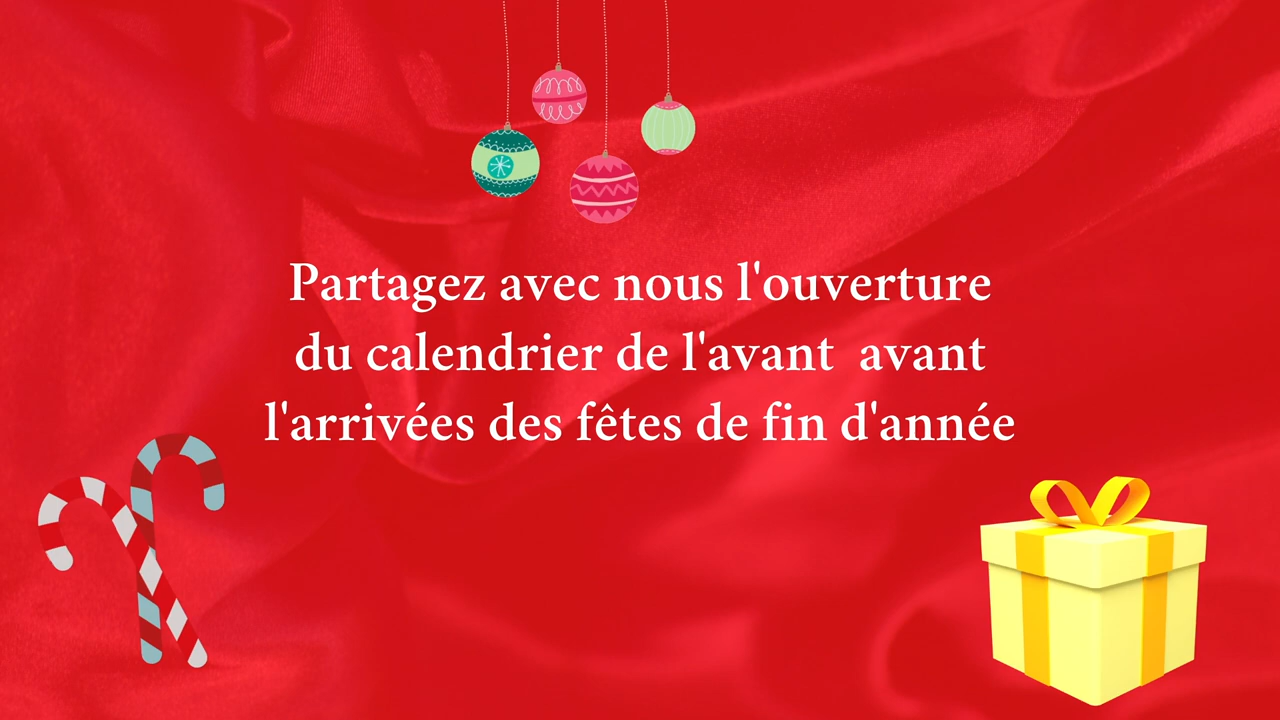 Partagez avec nous l'ouverture
du calendrier de l'avant  avant
l'arrivées des fêtes de fin d'année